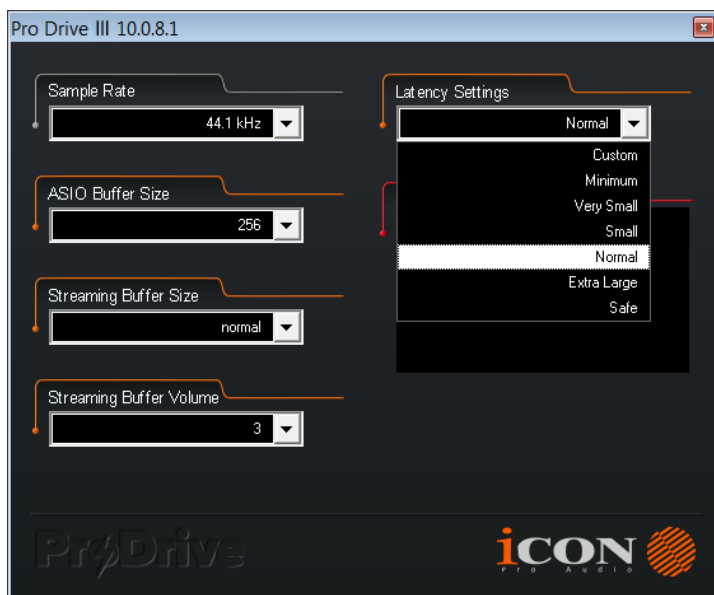 Pro Drive III 10.0.8.1
Sample Rate
44.1 kHz
ASIO Buffer Size
256
Streaming Buffer Size
normal
Streaming Buffer Volume
3
Latency Settings
Normal
Custom
Minimum
Very Small
Small
Normal
Extra Large
Safe
ProDrive
iCON
Pro Audio